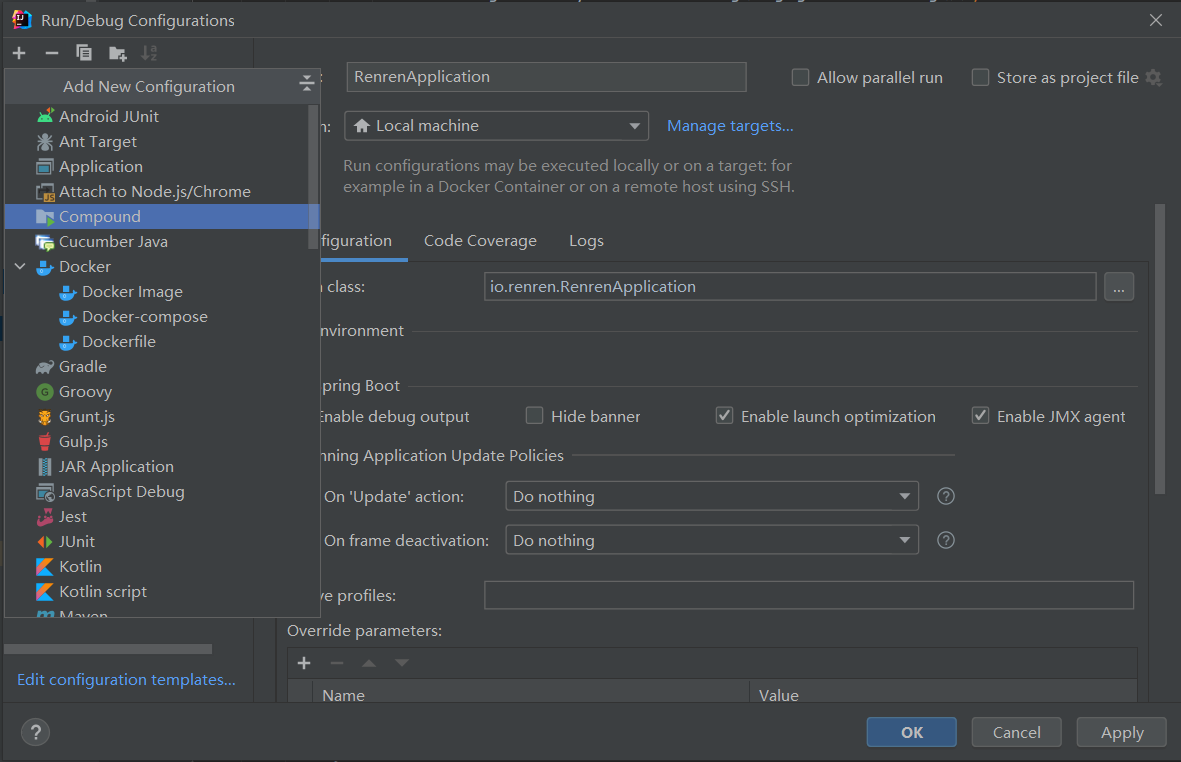 Run/Debug Configurations
Add New Configuration
Android JUnit
Ant Target
Application
Attach to Node.js/Chrome
Compound
Cucumber Java
Docker
Docker Image
Docker-compose
Dockerfile
Gradle
Groovy
Grunt.js
Gulp.js
JAR Application
JavaScript Debug
Jest
JUnit
Kotlin
Kotlin script
Maven
Edit configuration templates...
RenrenApplication
Allow parallel run
Store as project file
n:
Local machine
Manage targets...
Run configurations may be executed locally or on a target: for
example in a Docker Container or on a remote host using SSH.
figuration
Code Coverage
Logs
class:
io.renren.RenrenApplication
...
nvironment
pring Boot
Enable debug output
Hide banner
Enable launch optimization
Enable JMX agent
nning Application Update Policies
On 'Update' action:
Do nothing
?
On frame deactivation:
Do nothing
?
ve profiles:
Override parameters:
Name
Value
?
OK
Cancel
Apply